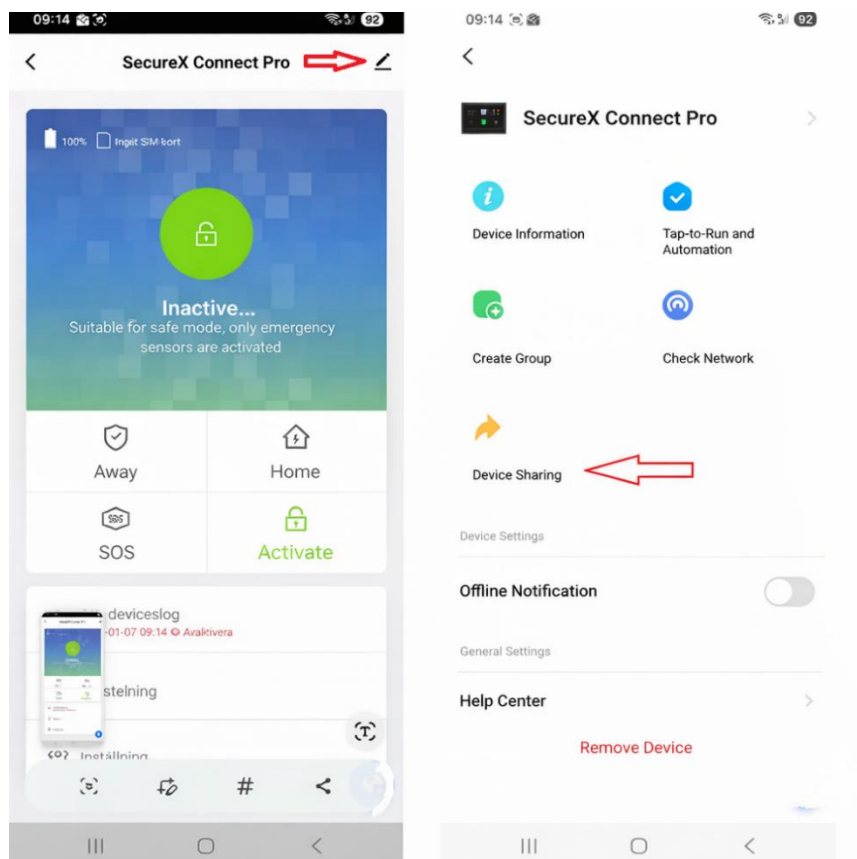 09:14
92
SecureX Connect Pro
100% Inget SIM-kort
Inactive...
Suitable for safe mode, only emergency
sensors are activated
Away
Home
SOS
SOS
Activate
deviceslog
-01-07 09:14 Avaktivera
stelning
Inställning
T
#
09:14
92
SecureX Connect Pro
i
Device Information
Tap-to-Run and
Automation
Create Group
Check Network
Device Sharing
Device Settings
Offline Notification
General Settings
Help Center
Remove Device